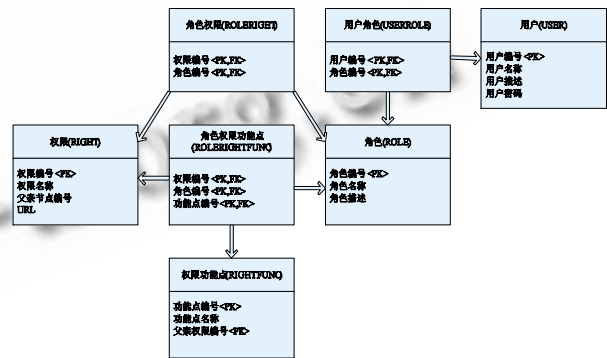 角色权限(ROLERIGHT)
权限编号<PK,FK>
角色编号<PK,FK>
用户角色(USERROLE)
用户编号<PK,FK>
角色编号<PK,FK>
用户(USER)
用户编号<PK>
用户名称
用户描述
用户密码
权限(RIGHT)
权限编号<PK>
权限名称
父亲节点编号
URL
角色权限功能点
(ROLERIGHTFUNC)
权限编号<PK,FK>
角色编号<PK,FK>
功能点编号<PK,FK>
角色(ROLE)
角色编号<PK>
角色名称
角色描述
权限功能点(RIGHTFUNC)
功能点编号<PK>
功能点名称
父亲权限编号<PK>